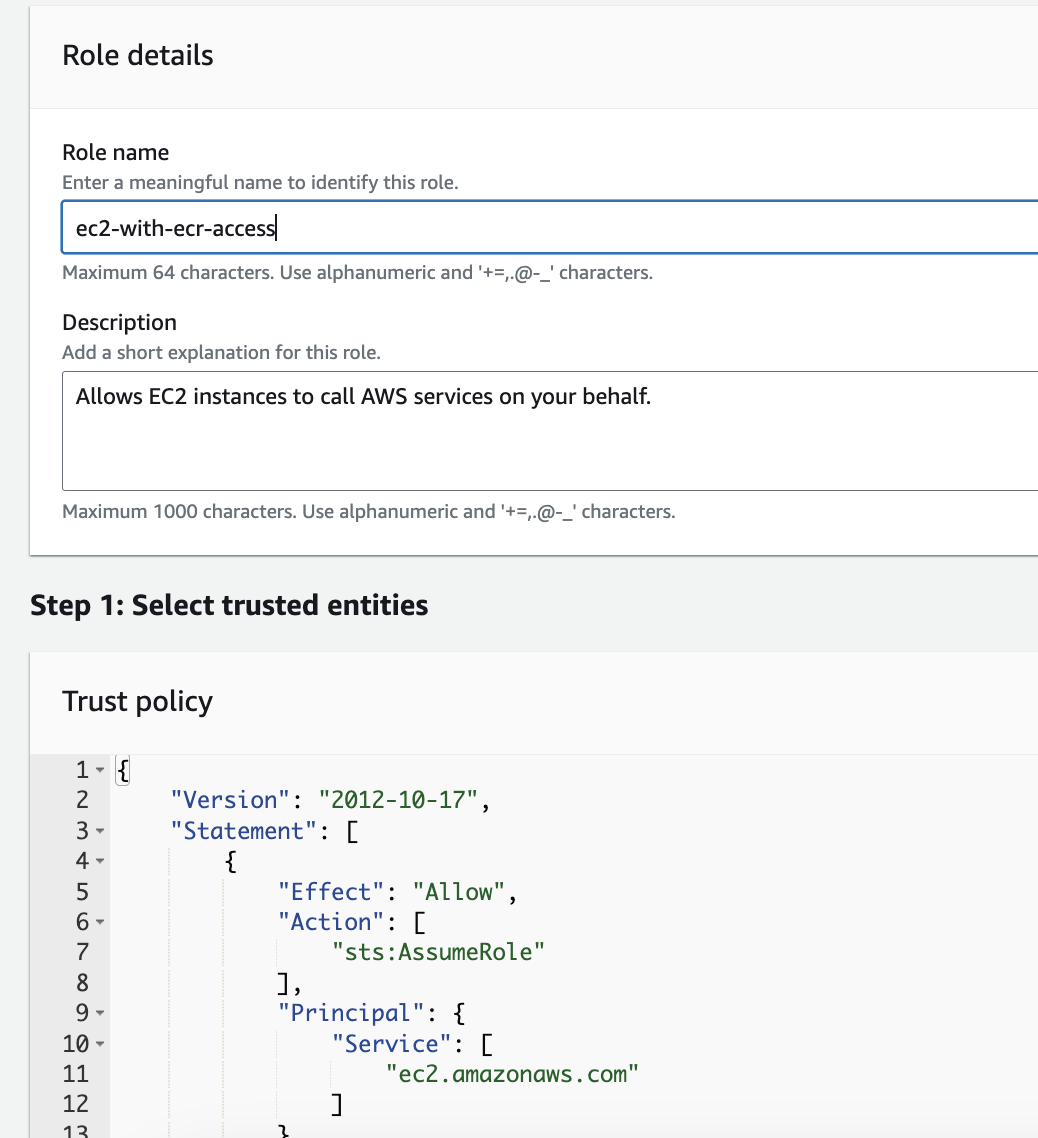 Role details
Role name
Enter a meaningful name to identify this role.
ec2-with-ecr-access
Maximum 64 characters. Use alphanumeric and '+=,.@-_' characters.
Description
Add a short explanation for this role.
Allows EC2 instances to call AWS services on your behalf.
Maximum 1000 characters. Use alphanumeric and '+=,.@-_' characters.
Step 1: Select trusted entities
Trust policy
1 {
2     "Version": "2012-10-17",
3     "Statement": [
4         {
5             "Effect": "Allow",
6             "Action": [
7                 "sts:AssumeRole"
8             ],
9             "Principal": {
10                 "Service": [
11                     "ec2.amazonaws.com"
12                 ]
13             }